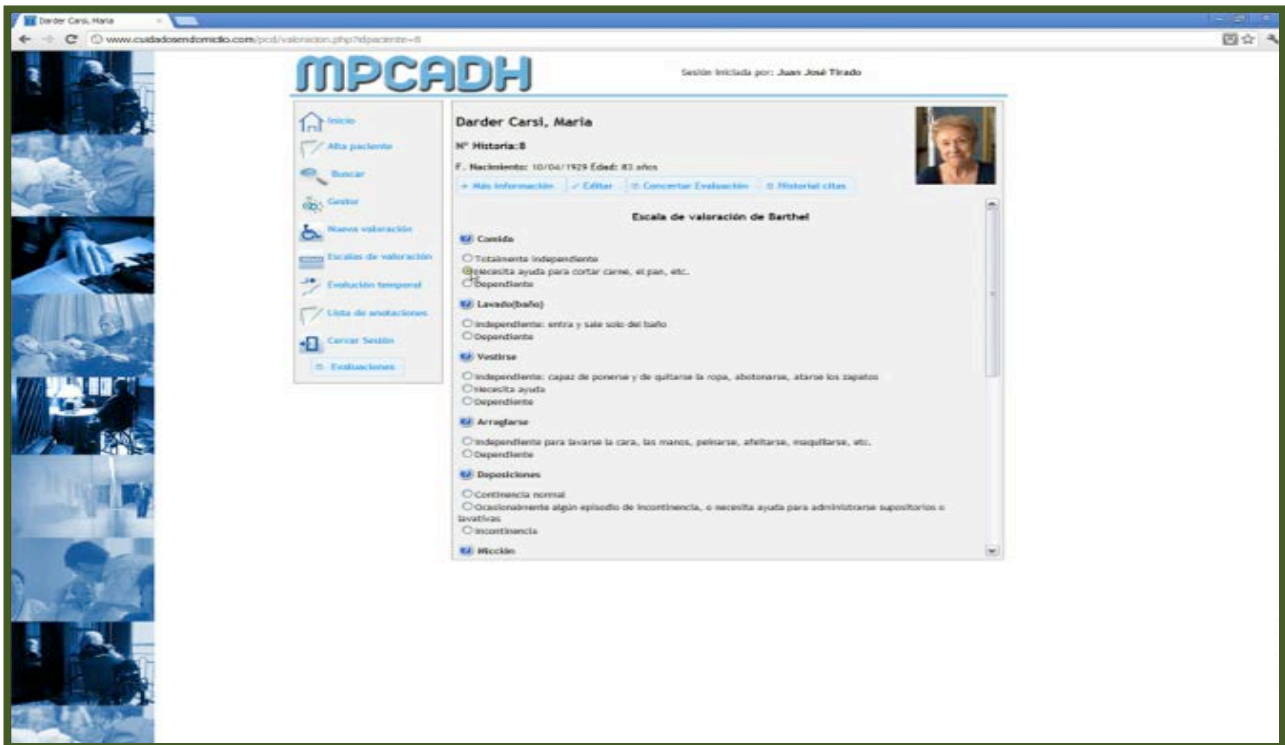 Darder Carsi, Maria
www.cuidadosendomicilio.com/pcd/valoracion.php?idpaciente=8
MPCADH
Sesión iniciada por: Juan José Tirado
Inicio
Alta paciente
Buscar
Gestor
Nueva valoración
Escalas de valoración
Evolución temporal
Lista de anotaciones
Cerrar Sesión
Evaluaciones
Darder Carsi, Maria
Nº Historia:8
F. Nacimiento: 10/04/1929 Edad: 83 años
+ Más información
Editar
Concertar Evaluación
Historial citas
Escala de valoración de Barthel
Comida
Totalmente independiente
Necesita ayuda para cortar carne, el pan, etc.
Dependiente
Lavado(baño)
Independiente: entra y sale solo del baño
Dependiente
Vestirse
Independiente: capaz de ponerse y de quitarse la ropa, abotonarse, atarse los zapatos
Necesita ayuda
Dependiente
Arreglarse
Independiente para lavarse la cara, las manos, peinarse, afeitarse, maquillarse, etc.
Dependiente
Deposiciones
Continencia normal
Ocasionalmente algún episodio de incontinencia, o necesita ayuda para administrarse supositorios o
lavativas
Incontinencia
Micción